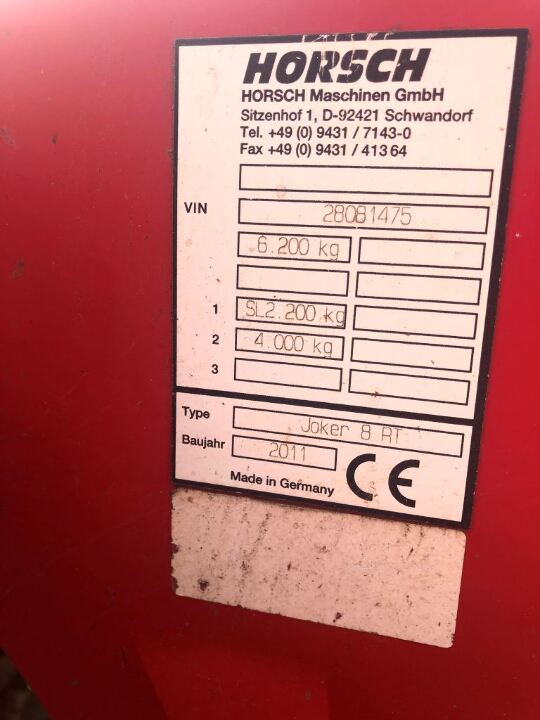 HORSCH
HORSCH Maschinen GmbH
Sitzenhof 1, D-92421 Schwandorf
Tel. +49 (0) 9431 / 7143-0
Fax +49 (0) 9431 / 41364
VIN 28081475
6.200 kg
1 SL2.200 kg
2 4.000 kg
3
Type Joker 8 RT
Baujahr 2011
Made in Germany CE